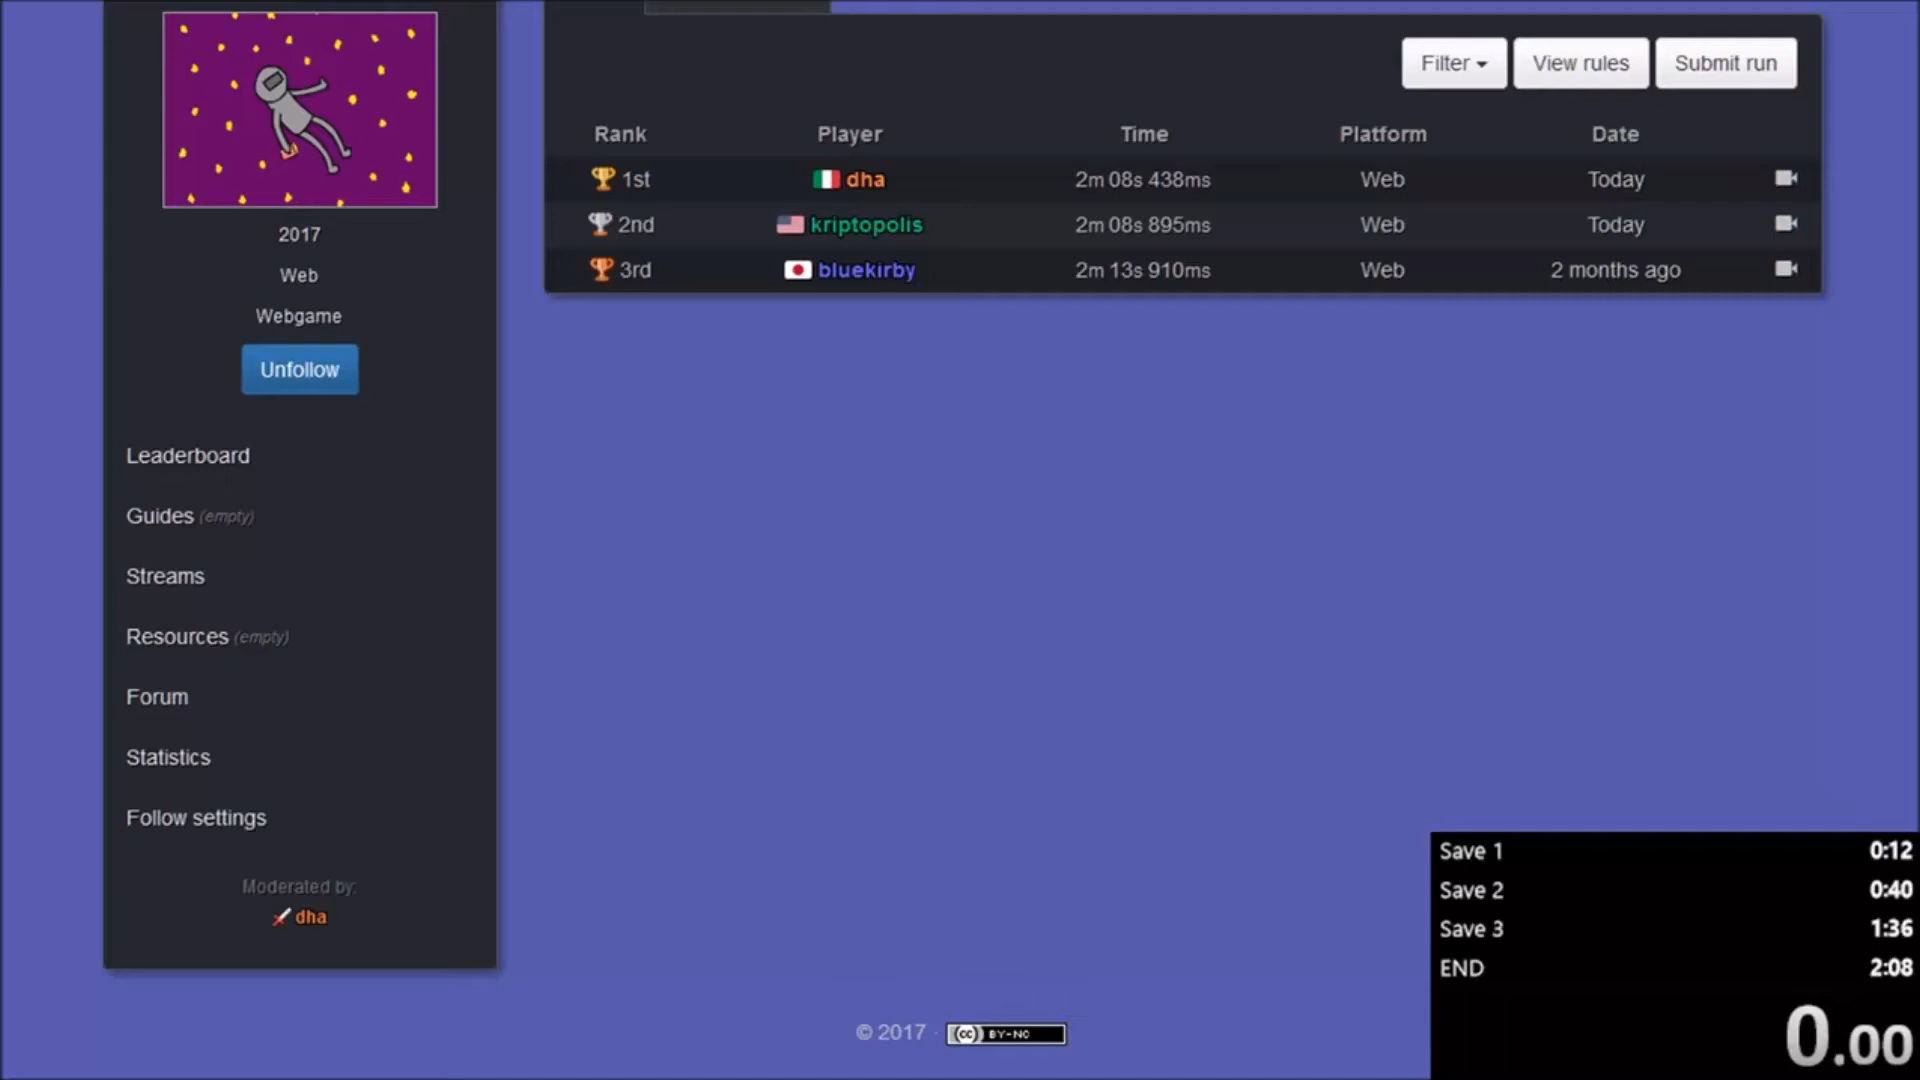 Filter
View rules
Submit run
Rank Player Time Platform Date
1st dha 2m 08s 438ms Web Today
2nd kriptopolis 2m 08s 895ms Web Today
3rd bluekirby 2m 13s 910ms Web 2 months ago
2017
Web
Webgame
Unfollow
Leaderboard
Guides (empty)
Streams
Resources (empty)
Forum
Statistics
Follow settings
Moderated by:
dha
© 2017 · cc BY-NC
Save 1 0:12
Save 2 0:40
Save 3 1:36
END 2:08
0.00